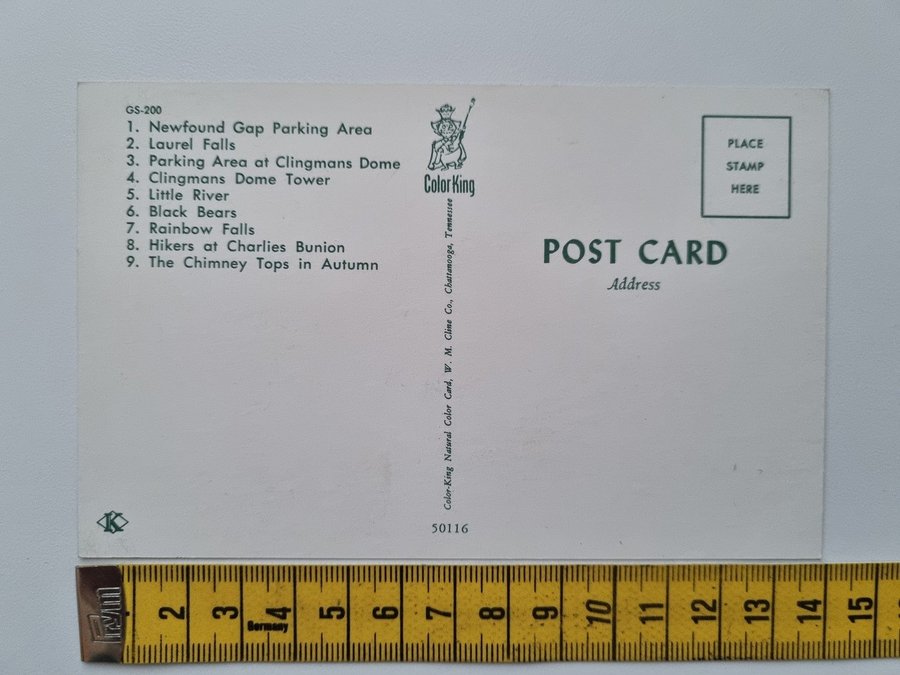 GS-200
1. Newfound Gap Parking Area
2. Laurel Falls
3. Parking Area at Clingmans Dome
4. Clingmans Dome Tower
5. Little River
6. Black Bears
7. Rainbow Falls
8. Hikers at Charlies Bunion
9. The Chimney Tops in Autumn
ColorKing
Color-King Natural Color Card, W. M. Cline Co., Chattanooga, Tennessee
50116
PLACE
STAMP
HERE
POST CARD
Address
K
Prym
2 3 4 5 6 7 8 9 10 11 12 13 14 15
Germany